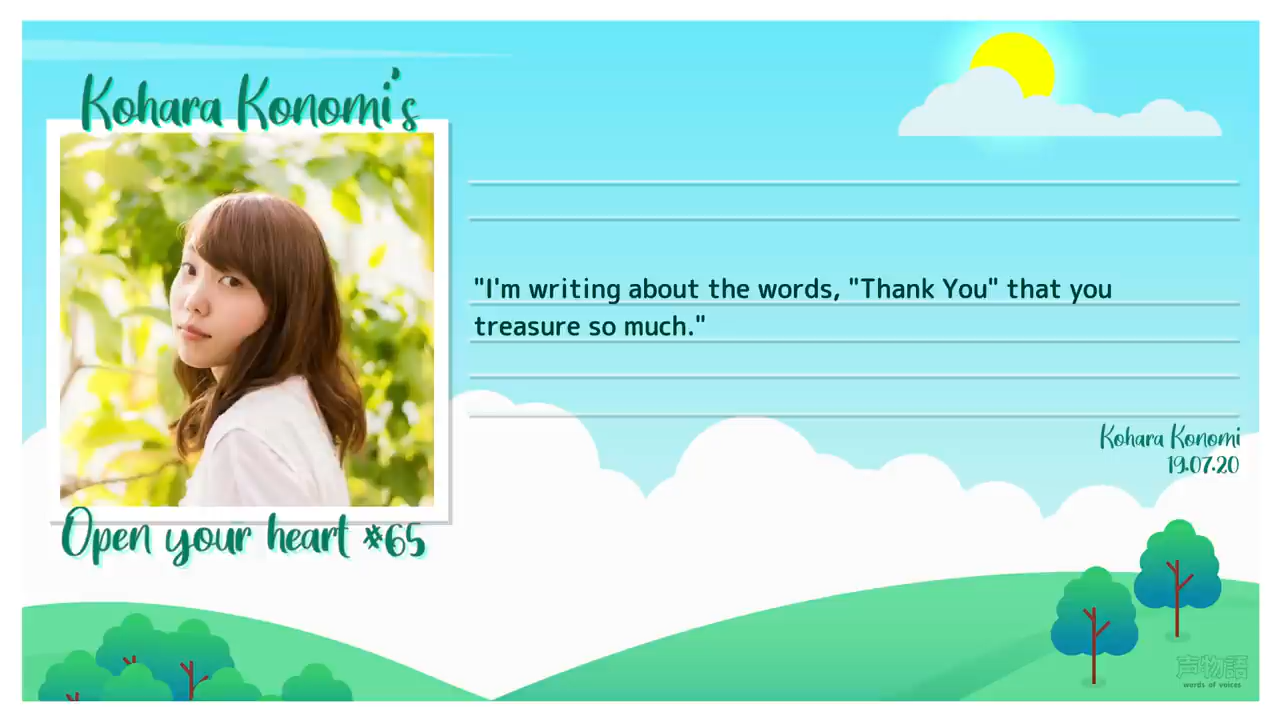 Kohara Konomi's
Open your heart #65
"I'm writing about the words, "Thank You" that you
treasure so much."
Kohara Konomi
19.07.20
声物語
words of voices